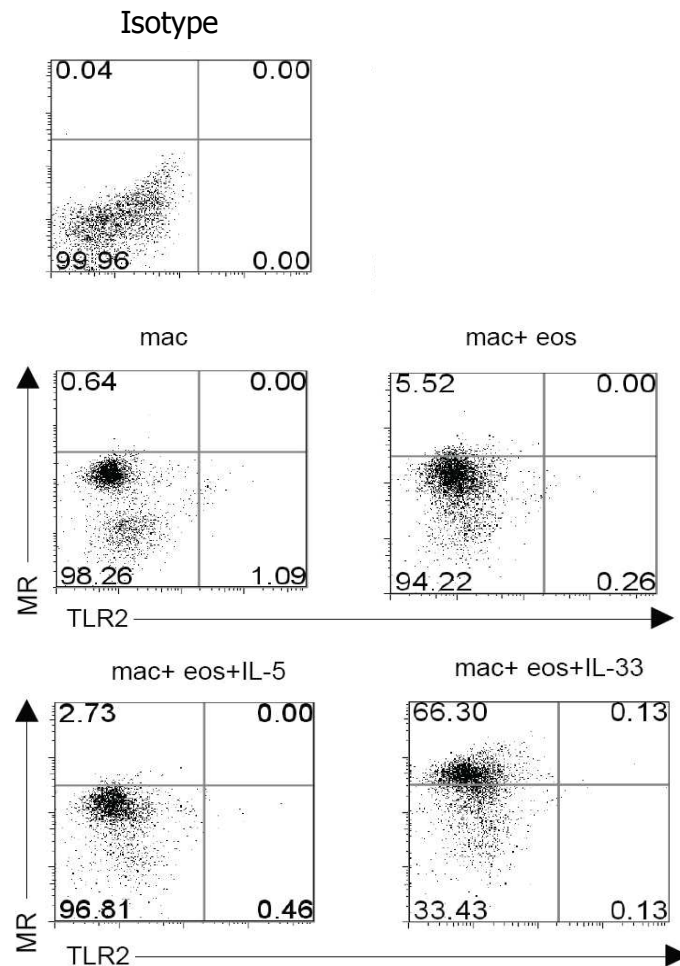 Isotype
0.04 0.00
99.96 0.00
mac mac+ eos
0.64 0.00 5.52 0.00
98.26 1.09 94.22 0.26
MR
TLR2
mac+ eos+IL-5 mac+ eos+IL-33
2.73 0.00 66.30 0.13
96.81 0.46 33.43 0.13
MR
TLR2